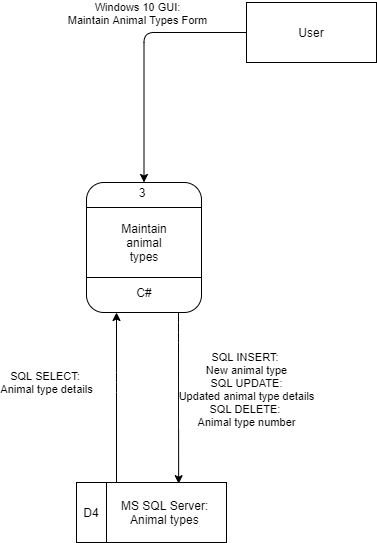 Windows 10 GUI:
Maintain Animal Types Form
User
3
Maintain
animal
types
C#
SQL SELECT:
Animal type details
SQL INSERT:
New animal type
SQL UPDATE:
Updated animal type details
SQL DELETE:
Animal type number
D4
MS SQL Server:
Animal types